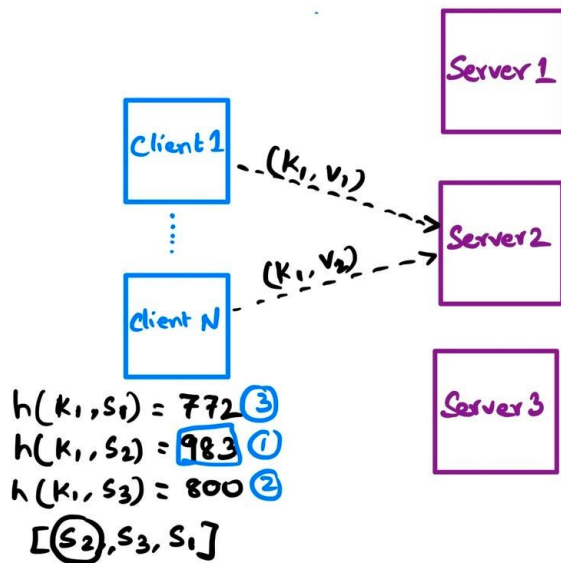 Server 1
Client 1
(K₁, V₁)
Server 2
(K₁, V₂)
Client N
Server 3
h(K₁, S₁) = 772 ③
h(K₁, S₂) = 983 ①
h(K₁, S₃) = 800 ②
[S₂, S₃, S₁]